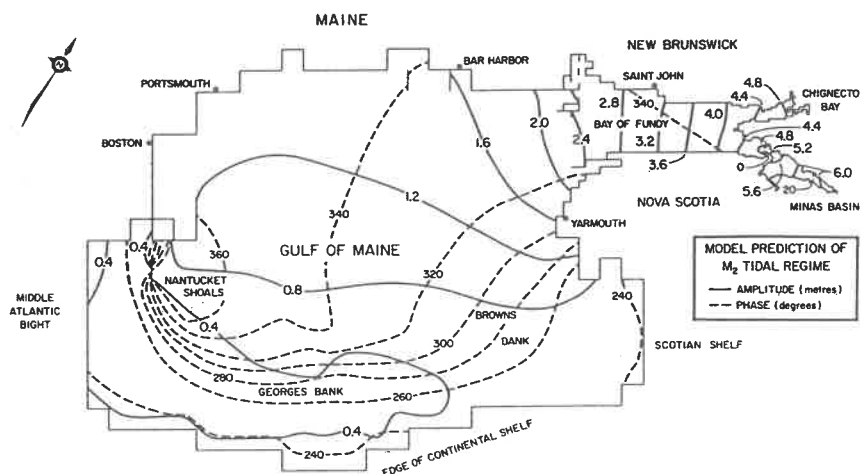 MAINE
NEW BRUNSWICK
BAR HARBOR
SAINT JOHN
PORTSMOUTH
4.8
4.4
CHIGNECTO
BAY
2.8
340
4.0
2.0
BAY OF FUNDY
4.4
BOSTON
1.6
2.4
3.2
4.8
5.2
3.6
0
6.0
5.6
20
1.2
NOVA SCOTIA
MINAS BASIN
340
YARMOUTH
0.4
360
GULF OF MAINE
MODEL PREDICTION OF
M₂ TIDAL REGIME
AMPLITUDE (metres)
PHASE (degrees)
0.4
320
NANTUCKET
SHOALS
0.8
240
MIDDLE
ATLANTIC
BIGHT
0.4
BROWNS
DANK
300
SCOTIAN SHELF
280
GEORGES BANK
260
0.4
240
EDGE OF CONTINENTAL SHELF